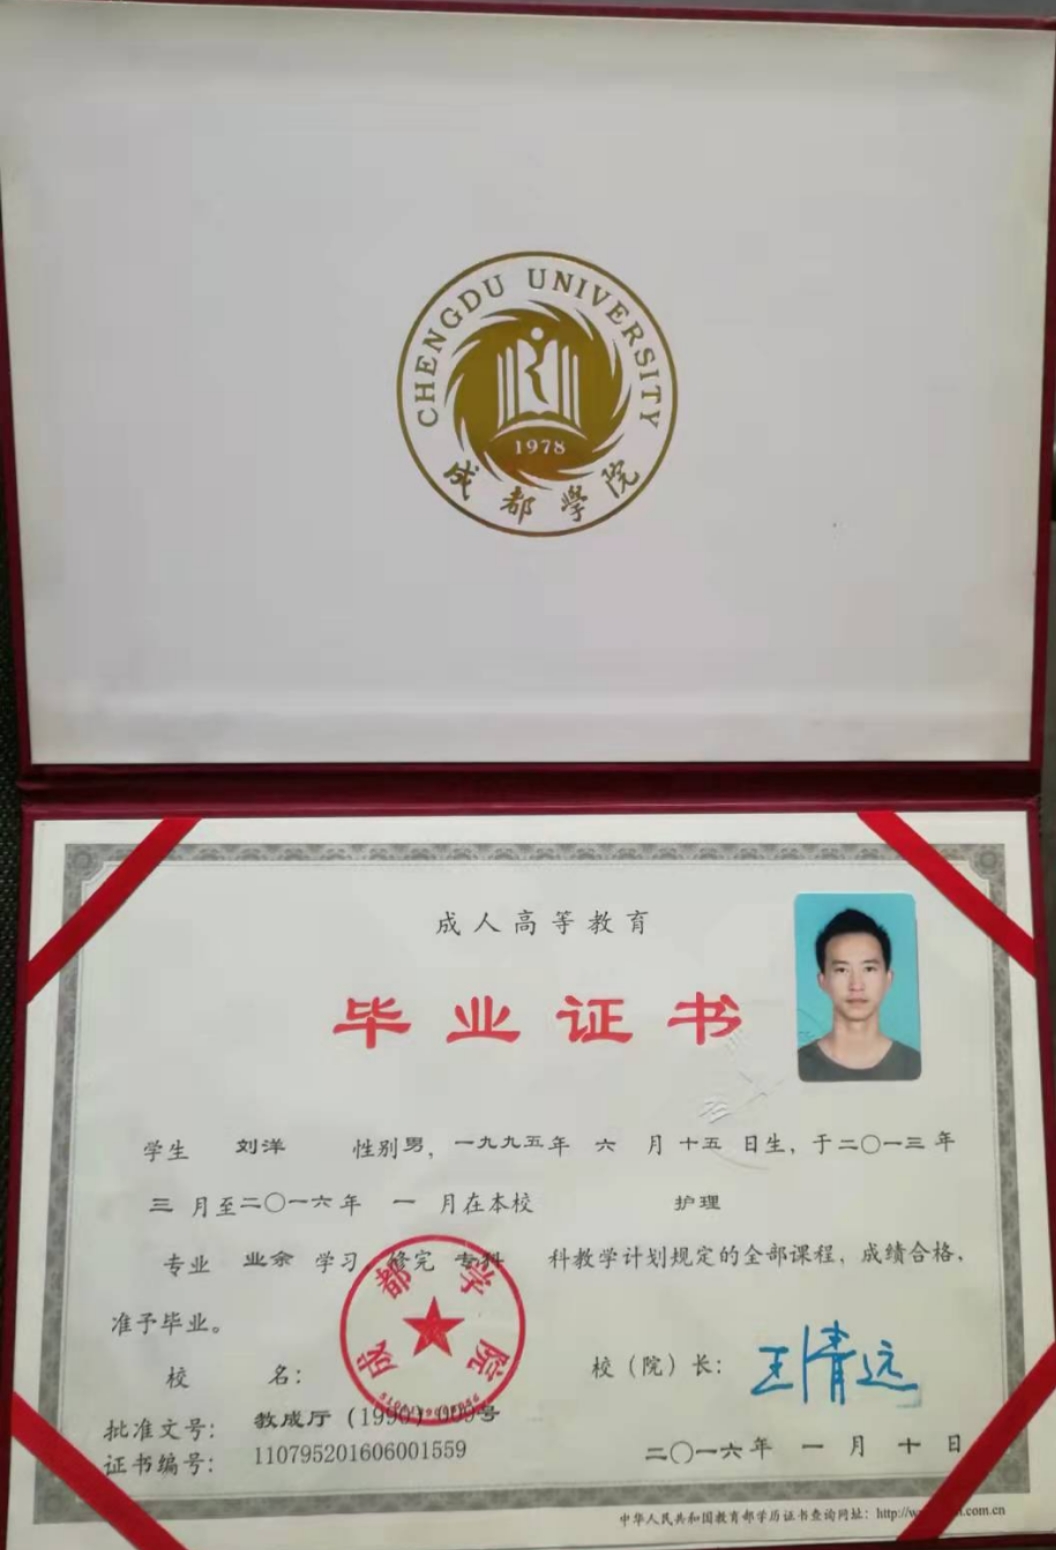 CHENGDU UNIVERSITY
1978
成都學院
成人高等教育
毕业证书
学生 刘洋 性别男，一九九五年 六 月 十五 日生，于二〇一三 年
三 月至二〇一六年 一 月在本校 护理
专业 业余 学习 修完 专科 科教学计划规定的全部课程，成绩合格，
准予毕业。
校 名： 校（院）长： 王清远
成都学院
批准文号： 教成厅（1996）009号
证书编号： 110795201606001559
二〇一六年 一 月 十 日
中华人民共和国教育部学历证书查询网址：http://w .com.cn